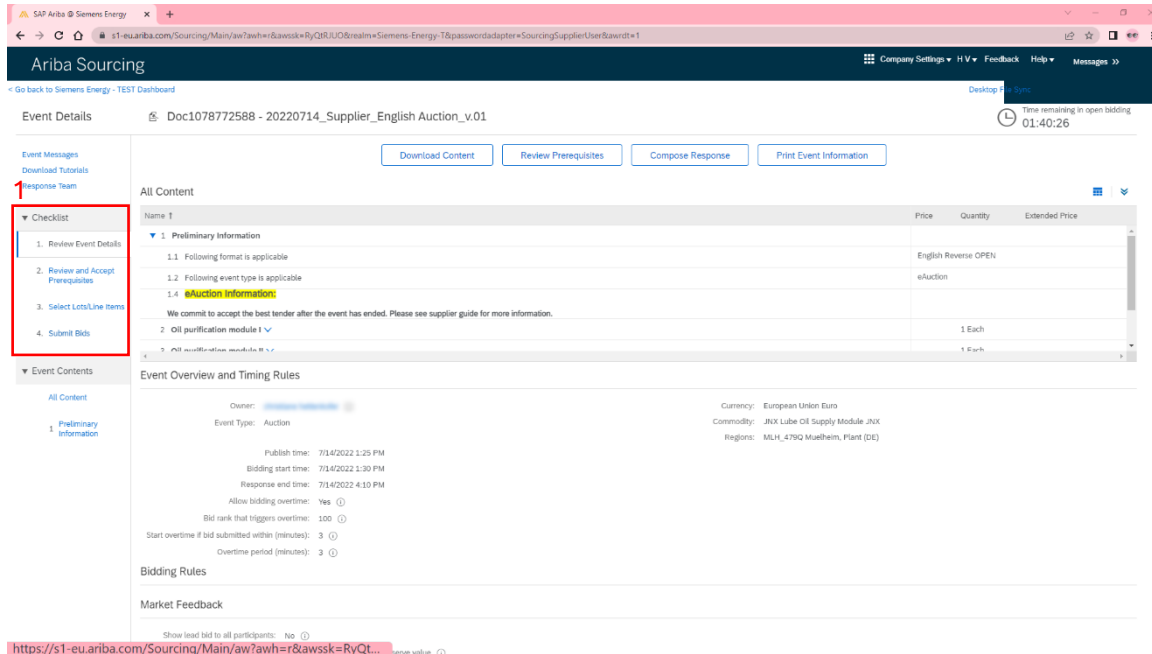 SAP Ariba @ Siemens Energy
s1-eu.ariba.com/Sourcing/Main/aw?awh=r&awssk=RyQtRJUO&realm=Siemens-Energy-T&passwordadapter=SourcingSupplierUser&awrdt=1
Ariba Sourcing
Company Settings H V Feedback Help Messages >>
< Go back to Siemens Energy - TEST Dashboard
Desktop File Sync
Event Details
Doc1078772588 - 20220714_Supplier_English Auction_v.01
Time remaining in open bidding
01:40:26
Event Messages
Download Tutorials
Response Team
Download Content Review Prerequisites Compose Response Print Event Information
1
All Content
▼ Checklist
1. Review Event Details
2. Review and Accept
Prerequisites
3. Select Lots/Line Items
4. Submit Bids
▼ Event Contents
All Content
1 Preliminary
Information
Name ↑ Price Quantity Extended Price
▼ 1 Preliminary Information
1.1 Following format is applicable English Reverse OPEN
1.2 Following event type is applicable eAuction
1.4 eAuction Information:
We commit to accept the best tender after the event has ended. Please see supplier guide for more information.
2 Oil purification module I 1 Each
3 Oil purification module II 1 Each
Event Overview and Timing Rules
Owner:
Event Type: Auction
Currency: European Union Euro
Commodity: JNX Lube Oil Supply Module JNX
Regions: MLH_479Q Muelheim, Plant (DE)
Publish time: 7/14/2022 1:25 PM
Bidding start time: 7/14/2022 1:30 PM
Response end time: 7/14/2022 4:10 PM
Allow bidding overtime: Yes
Bid rank that triggers overtime: 100
Start overtime if bid submitted within (minutes): 3
Overtime period (minutes): 3
Bidding Rules
Market Feedback
Show lead bid to all participants: No
https://s1-eu.ariba.com/Sourcing/Main/aw?awh=r&awssk=RyQt...
serve value